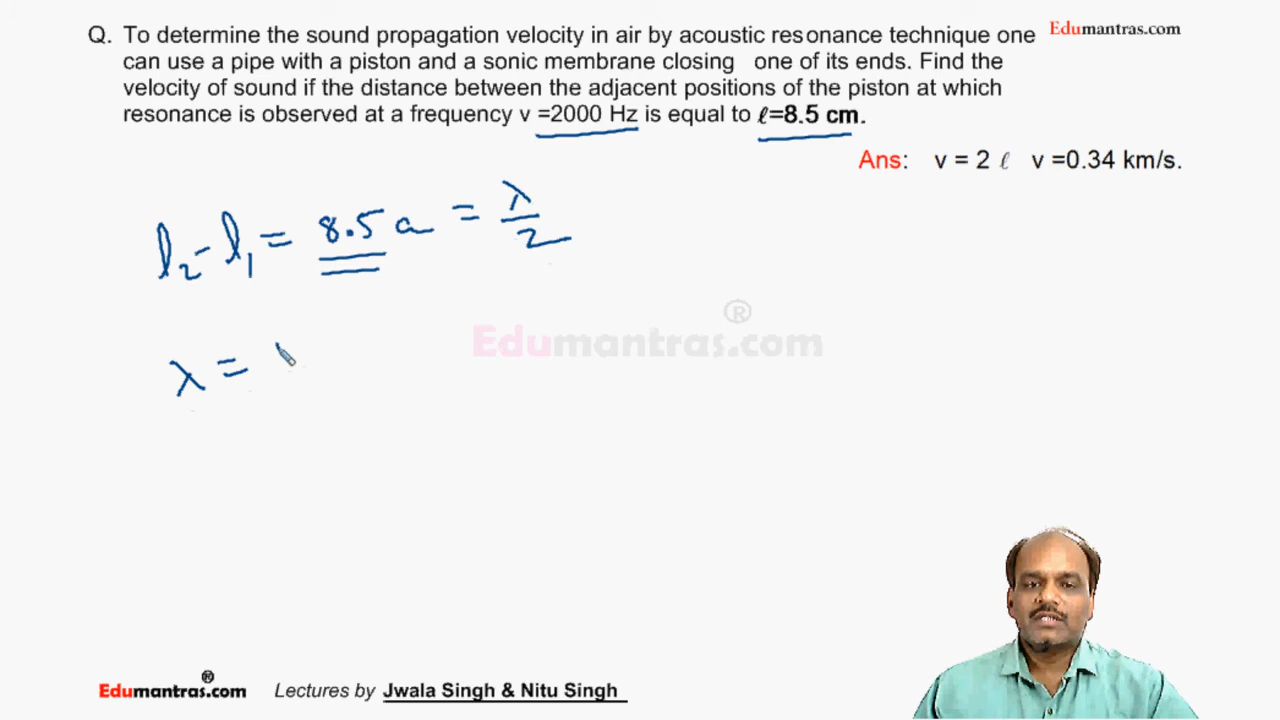 Q. To determine the sound propagation velocity in air by acoustic resonance technique one
Edumantras.com
can use a pipe with a piston and a sonic membrane closing one of its ends. Find the
velocity of sound if the distance between the adjacent positions of the piston at which
resonance is observed at a frequency v =2000 Hz is equal to ℓ=8.5 cm.
Ans: v = 2 ℓ v =0.34 km/s.
l₂-l₁ = 8.5 = λ/2
Edumantras.com®
λ =
Edumantras.com® Lectures by Jwala Singh & Nitu Singh